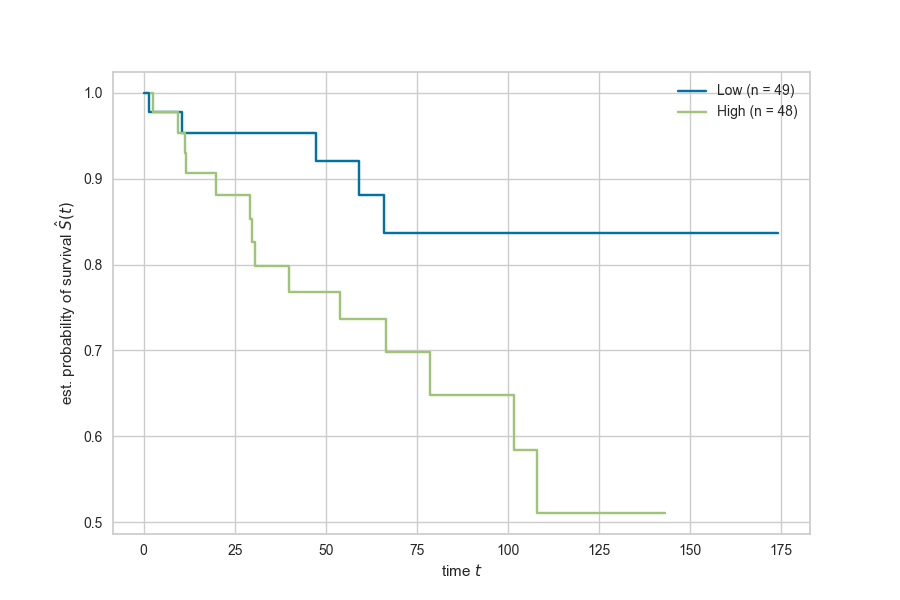 Low (n = 49)
High (n = 48)
1.0
0.9
0.8
0.7
0.6
0.5
est. probability of survival Ŝ(t)
0 25 50 75 100 125 150 175
time t